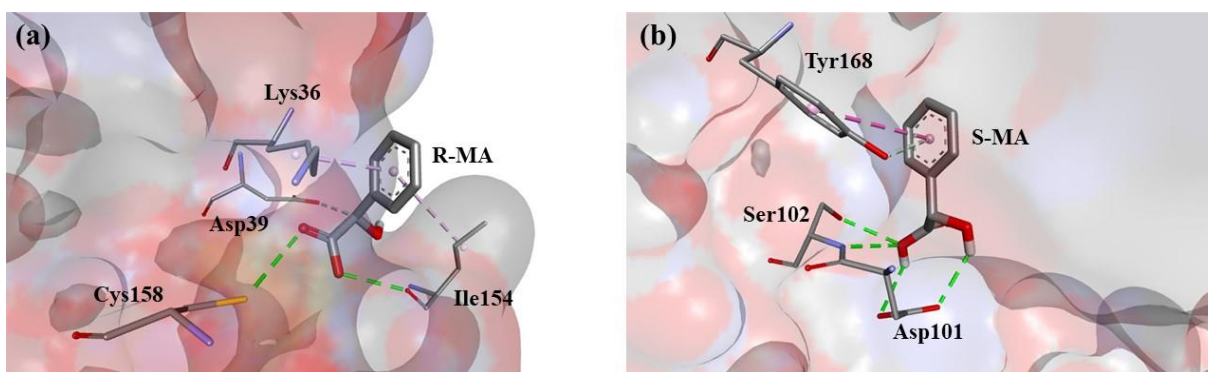 (a)
Lys36
R-MA
Asp39
Cys158
Ile154
(b)
Tyr168
S-MA
Ser102
Asp101